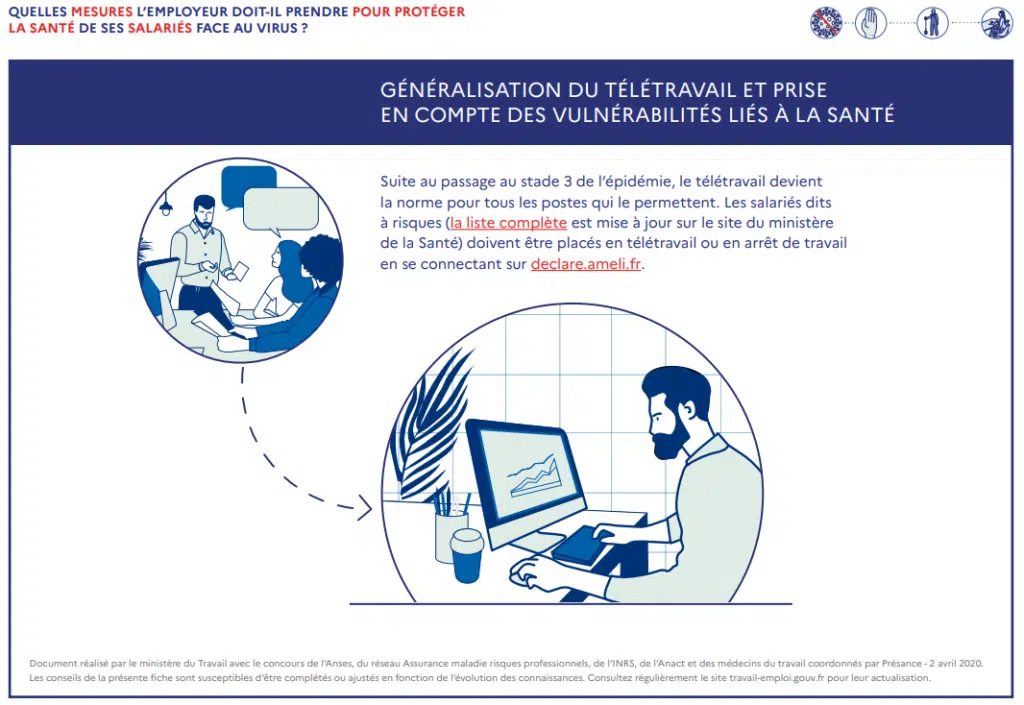 QUELLES MESURES L’EMPLOYEUR DOIT-IL PRENDRE POUR PROTÉGER
LA SANTÉ DE SES SALARIÉS FACE AU VIRUS ?
GÉNÉRALISATION DU TÉLÉTRAVAIL ET PRISE
EN COMPTE DES VULNÉRABILITÉS LIÉS À LA SANTÉ
Suite au passage au stade 3 de l’épidémie, le télétravail devient
la norme pour tous les postes qui le permettent. Les salariés dits
à risques (la liste complète est mise à jour sur le site du ministère
de la Santé) doivent être placés en télétravail ou en arrêt de travail
en se connectant sur declare.ameli.fr.
Document réalisé par le ministère du Travail avec le concours de l’Anses, du réseau Assurance maladie risques professionnels, de l’INRS, de l’Anact et des médecins du travail coordonnés par Présance - 2 avril 2020.
Les conseils de la présente fiche sont susceptibles d’être complétés ou ajustés en fonction de l’évolution des connaissances. Consultez régulièrement le site travail-emploi.gouv.fr pour leur actualisation.